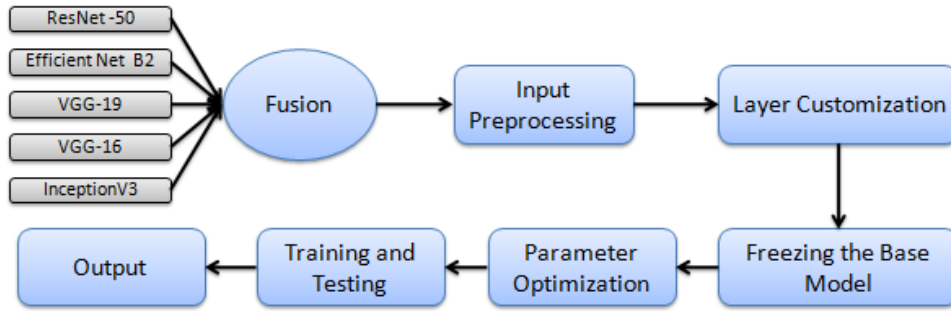 ResNet -50
Efficient Net B2
VGG-19
VGG-16
InceptionV3
Fusion
Input
Preprocessing
Layer Customization
Freezing the Base
Model
Parameter
Optimization
Training and
Testing
Output